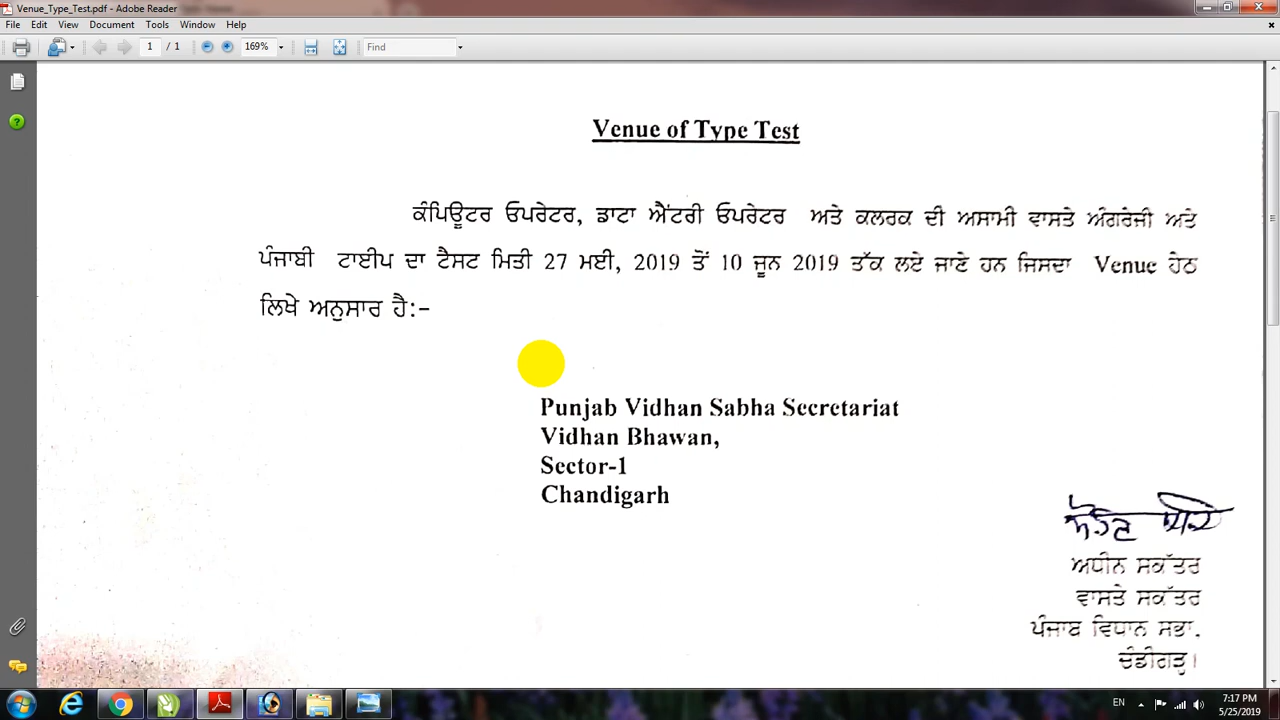 Venue_Type_Test.pdf - Adobe Reader
File Edit View Document Tools Window Help
1 / 1 169% Find
Venue of Type Test
ਕੰਪਿਊਟਰ ਓਪਰੇਟਰ, ਡਾਟਾ ਐਂਟਰੀ ਓਪਰੇਟਰ ਅਤੇ ਕਲਰਕ ਦੀ ਅਸਾਮੀ ਵਾਸਤੇ ਅੰਗਰੇਜੀ ਅਤੇ
ਪੰਜਾਬੀ ਟਾਈਪ ਦਾ ਟੈਸਟ ਮਿਤੀ 27 ਮਈ, 2019 ਤੋਂ 10 ਜੂਨ 2019 ਤੱਕ ਲਏ ਜਾਣੇ ਹਨ ਜਿਸਦਾ Venue ਹੇਠ
ਲਿਖੇ ਅਨੁਸਾਰ ਹੈ:-
Punjab Vidhan Sabha Secretariat
Vidhan Bhawan,
Sector-1
Chandigarh
ਅਧੀਨ ਸਕੱਤਰ
ਵਾਸਤੇ ਸਕੱਤਰ
ਪੰਜਾਬ ਵਿਧਾਨ ਸਭਾ,
ਚੰਡੀਗੜ੍ਹ।
EN 7:17 PM
5/25/2019